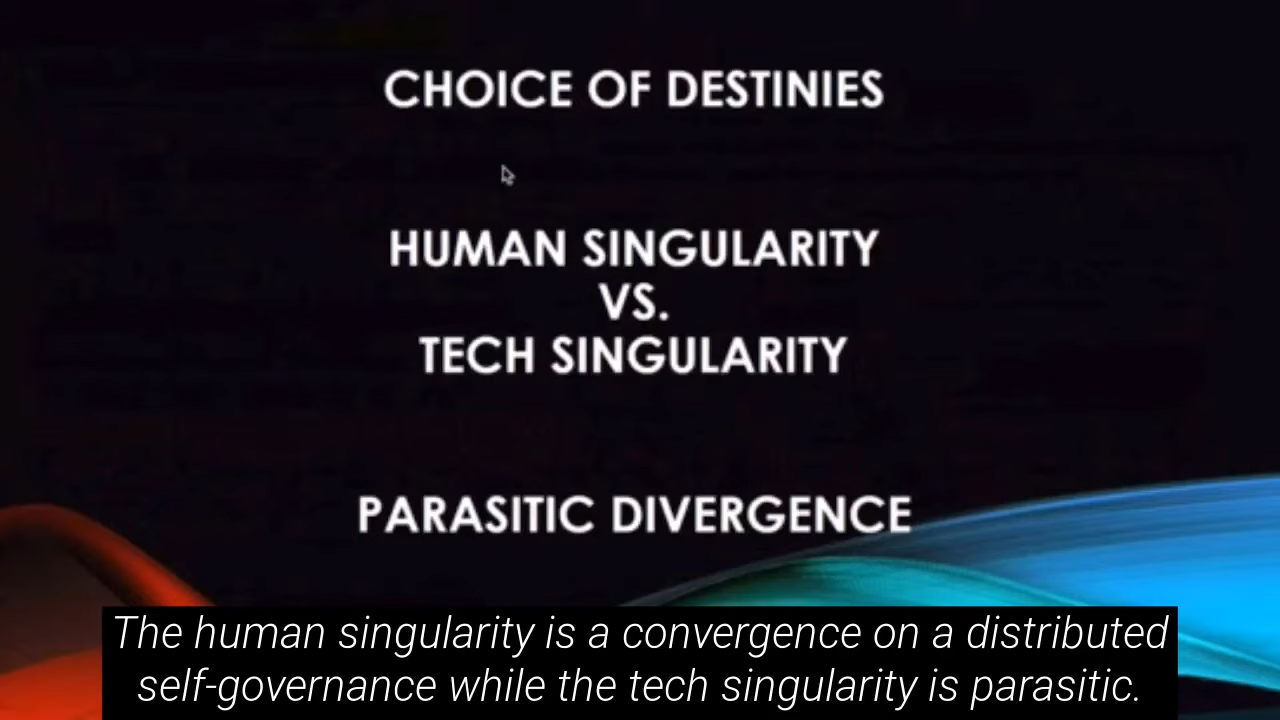 CHOICE OF DESTINIES
HUMAN SINGULARITY
VS.
TECH SINGULARITY
PARASITIC DIVERGENCE
The human singularity is a convergence on a distributed
self-governance while the tech singularity is parasitic.